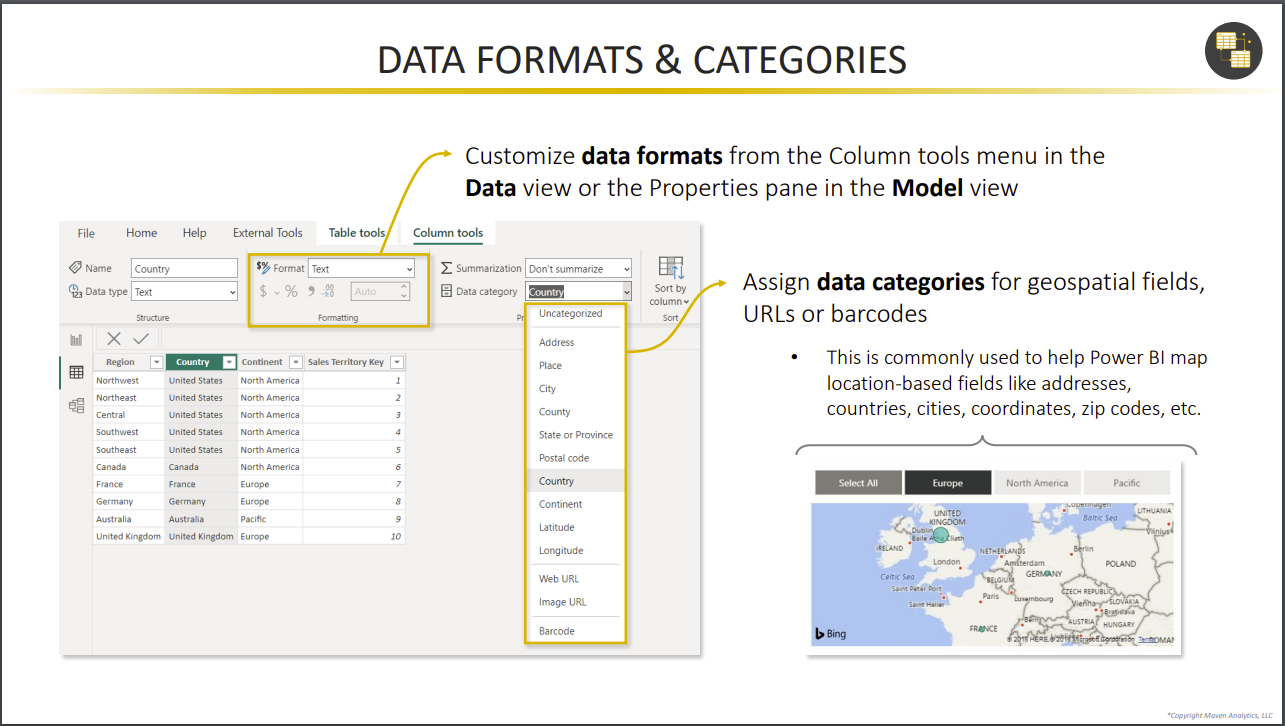 DATA FORMATS & CATEGORIES
Customize data formats from the Column tools menu in the
Data view or the Properties pane in the Model view
File Home Help External Tools Table tools Column tools
Name Country
$% Format Text
Σ Summarization Don't summarize
Data type Text
$ % , .00 Auto
Data category Country
Sort by
column
Structure Formatting Sort
Region Country Continent Sales Territory Key
Northwest United States North America 1
Northeast United States North America 2
Central United States North America 3
Southwest United States North America 4
Southeast United States North America 5
Canada Canada North America 6
France France Europe 7
Germany Germany Europe 8
Australia Australia Pacific 9
United Kingdom United Kingdom Europe 10
Uncategorized
Address
Place
City
County
State or Province
Postal code
Country
Continent
Latitude
Longitude
Web URL
Image URL
Barcode
Assign data categories for geospatial fields,
URLs or barcodes
• This is commonly used to help Power BI map
location-based fields like addresses,
countries, cities, coordinates, zip codes, etc.
Select All Europe North America Pacific
UNITED
KINGDOM
Copenhagen
Baltic Sea
LITHUANIA
Vilnius
Dublin
Baile Atha Cliath
IRELAND
NETHERLANDS
Berlin
London
Amsterdam
POLAND
GERMANY
Celtic Sea
BELGIUM
Saint Peter Port
CZECH REPUBLIC
Paris
Luxembourg
Saint Helier
SLOVAKIA
Vienna
Bratislava
AUSTRIA
HUNGARY
FRANCE
Bern
Bing
© 2018 HERE © 2018 Microsoft Corporation Terms
*Copyright Maven Analytics, LLC